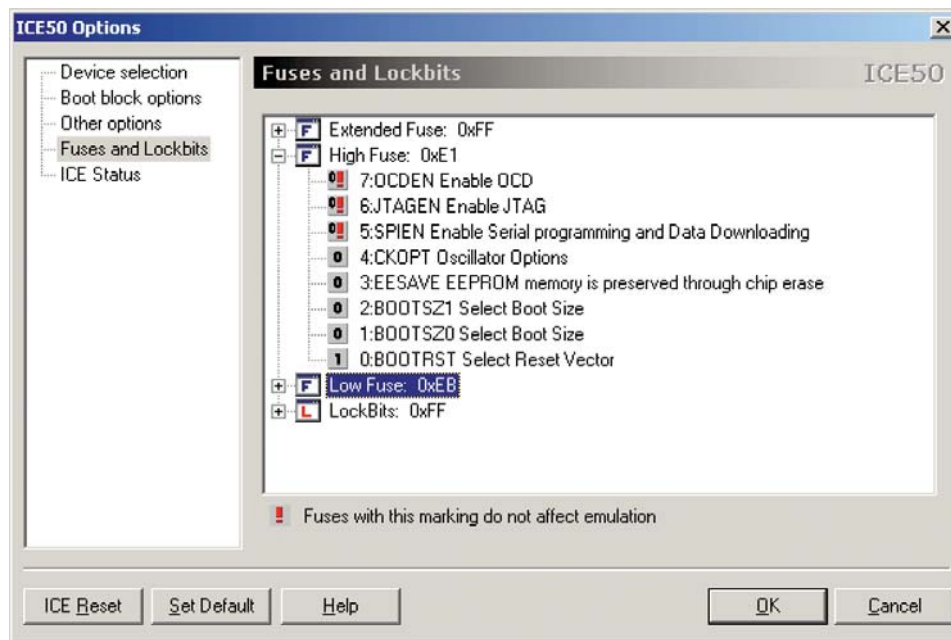 ICE50 Options
Device selection
Boot block options
Other options
Fuses and Lockbits
ICE Status
Fuses and Lockbits ICE50
F Extended Fuse: 0xFF
F High Fuse: 0xE1
0! 7:OCDEN Enable OCD
0! 6:JTAGEN Enable JTAG
0! 5:SPIEN Enable Serial programming and Data Downloading
0 4:CKOPT Oscillator Options
0 3:EESAVE EEPROM memory is preserved through chip erase
0 2:BOOTSZ1 Select Boot Size
0 1:BOOTSZ0 Select Boot Size
1 0:BOOTRST Select Reset Vector
F Low Fuse: 0xEB
L LockBits: 0xFF
! Fuses with this marking do not affect emulation
ICE Reset Set Default Help OK Cancel